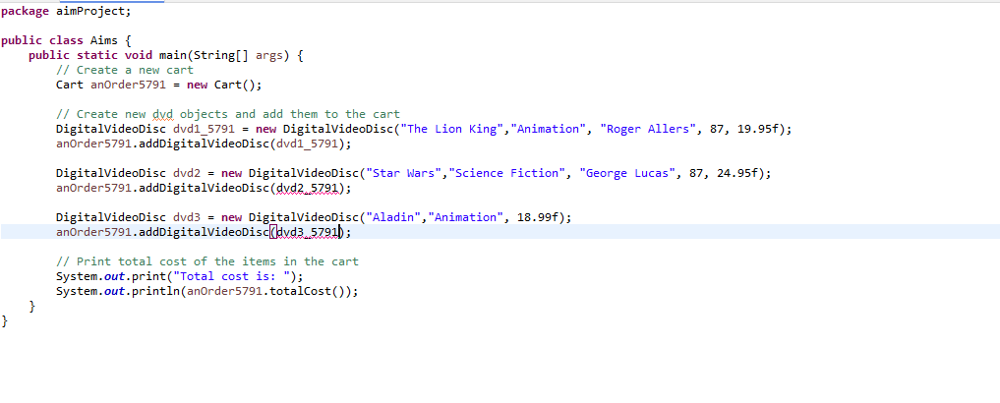 package aimProject;
public class Aims {
public static void main(String[] args) {
// Create a new cart
Cart anOrder5791 = new Cart();
// Create new dvd objects and add them to the cart
DigitalVideoDisc dvd1_5791 = new DigitalVideoDisc("The Lion King","Animation", "Roger Allers", 87, 19.95f);
anOrder5791.addDigitalVideoDisc(dvd1_5791);
DigitalVideoDisc dvd2 = new DigitalVideoDisc("Star Wars","Science Fiction", "George Lucas", 87, 24.95f);
anOrder5791.addDigitalVideoDisc(dvd2_5791);
DigitalVideoDisc dvd3 = new DigitalVideoDisc("Aladin","Animation", 18.99f);
anOrder5791.addDigitalVideoDisc(dvd3_5791);
// Print total cost of the items in the cart
System.out.print("Total cost is: ");
System.out.println(anOrder5791.totalCost());
}
}